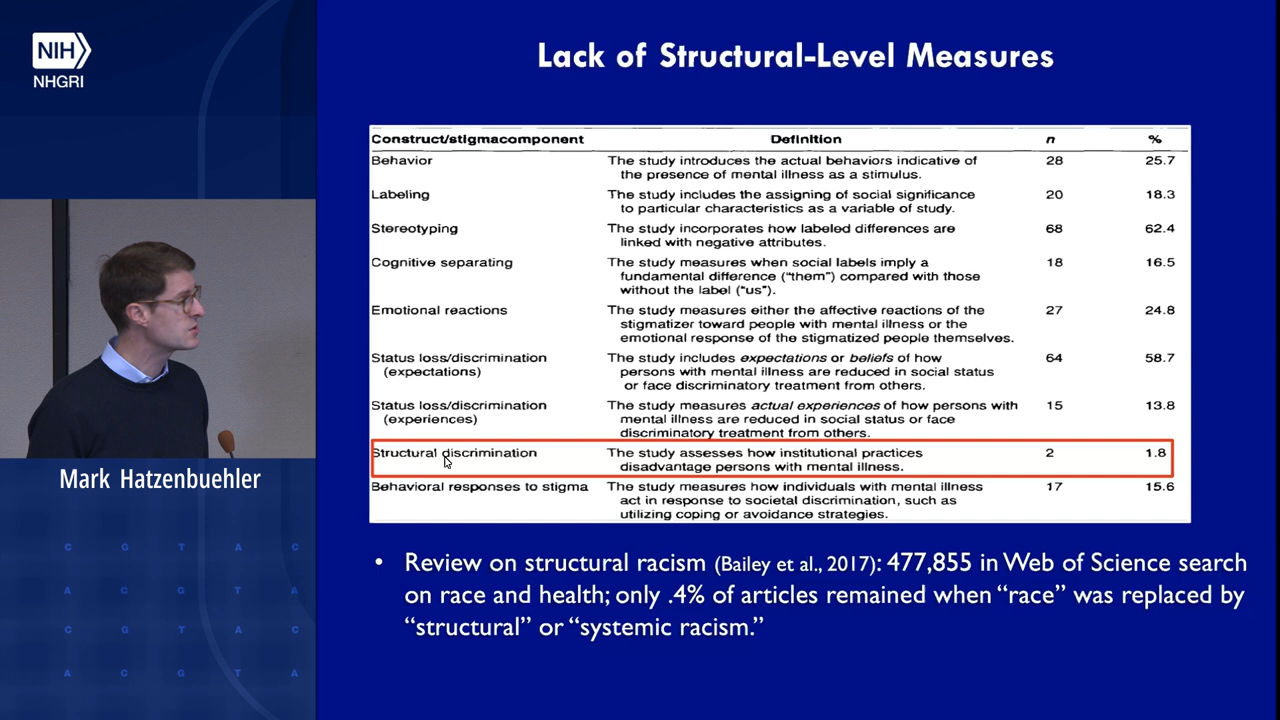 NIH
NHGRI
Lack of Structural-Level Measures
Construct/stigmacomponent Definition n %
Behavior The study introduces the actual behaviors indicative of 28 25.7
the presence of mental illness as a stimulus.
Labeling The study includes the assigning of social significance 20 18.3
to particular characteristics as a variable of study.
Stereotyping The study incorporates how labeled differences are 68 62.4
linked with negative attributes.
Cognitive separating The study measures when social labels imply a 18 16.5
fundamental difference (“them”) compared with those
without the label (“us”).
Emotional reactions The study measures either the affective reactions of the 27 24.8
stigmatizer toward people with mental illness or the
emotional response of the stigmatized people themselves.
Status loss/discrimination The study includes expectations or beliefs of how 64 58.7
(expectations) persons with mental illness are reduced in social status
or face discriminatory treatment from others.
Status loss/discrimination The study measures actual experiences of how persons with 15 13.8
(experiences) mental illness are reduced in social status or face
discriminatory treatment from others.
Structural discrimination The study assesses how institutional practices 2 1.8
disadvantage persons with mental illness.
Behavioral responses to stigma The study measures how individuals with mental illness 17 15.6
act in response to societal discrimination, such as
utilizing coping or avoidance strategies.
• Review on structural racism (Bailey et al., 2017): 477,855 in Web of Science search
on race and health; only .4% of articles remained when “race” was replaced by
“structural” or “systemic racism.”
Mark Hatzenbuehler
C G T A C
A C G T A
C G T A C
A C G T A